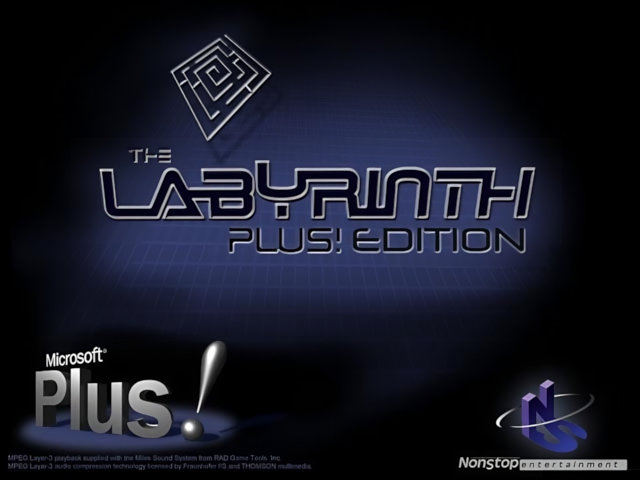 THE
LABYRINTH
PLUS! EDITION
Microsoft®
Plus!
NS
Nonstop entertainment
MPEG Layer-3 playback supplied with the Miles Sound System from RAD Game Tools, Inc.
MPEG Layer-3 audio compression technology licensed by Fraunhofer IIS and THOMSON multimedia.